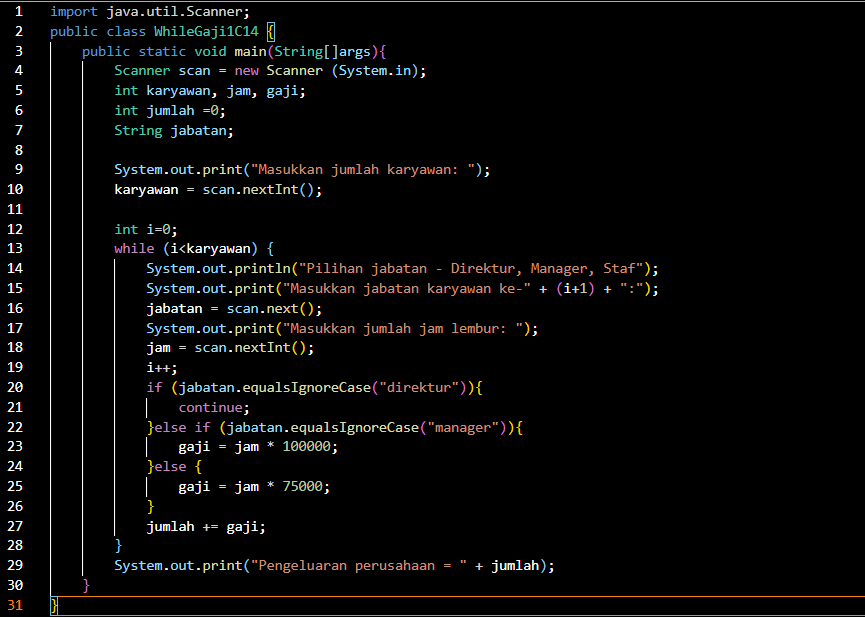 1 import java.util.Scanner;
2 public class WhileGaji1C14 {
3 public static void main(String[]args){
4 Scanner scan = new Scanner (System.in);
5 int karyawan, jam, gaji;
6 int jumlah =0;
7 String jabatan;
8
9 System.out.print("Masukkan jumlah karyawan: ");
10 karyawan = scan.nextInt();
11
12 int i=0;
13 while (i<karyawan) {
14 System.out.println("Pilihan jabatan - Direktur, Manager, Staf");
15 System.out.print("Masukkan jabatan karyawan ke-" + (i+1) + ":");
16 jabatan = scan.next();
17 System.out.print("Masukkan jumlah jam lembur: ");
18 jam = scan.nextInt();
19 i++;
20 if (jabatan.equalsIgnoreCase("direktur")){
21 continue;
22 }else if (jabatan.equalsIgnoreCase("manager")){
23 gaji = jam * 100000;
24 }else {
25 gaji = jam * 75000;
26 }
27 jumlah += gaji;
28 }
29 System.out.print("Pengeluaran perusahaan = " + jumlah);
30 }
31 }